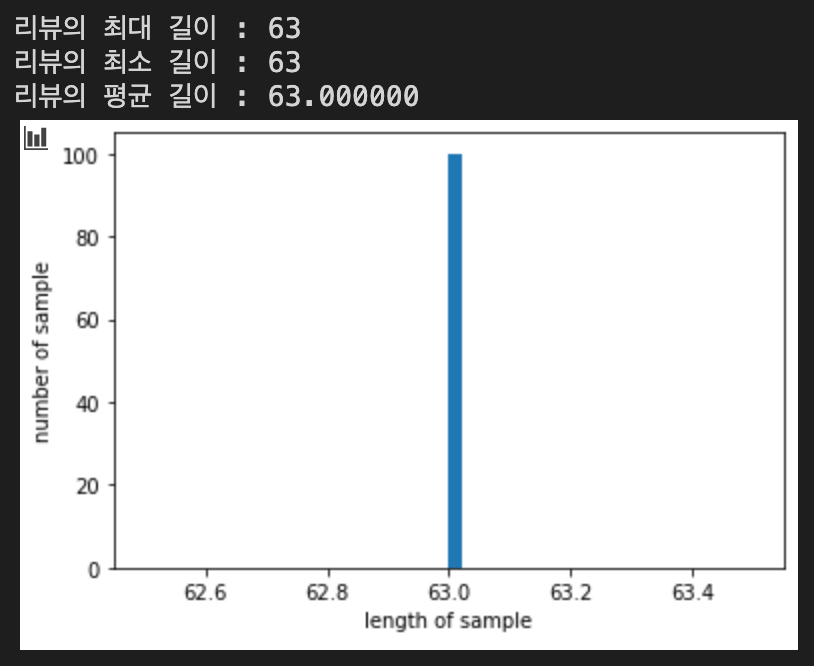 리뷰의 최대 길이 : 63
리뷰의 최소 길이 : 63
리뷰의 평균 길이 : 63.000000
100
80
60
40
20
0
number of sample
62.6 62.8 63.0 63.2 63.4
length of sample